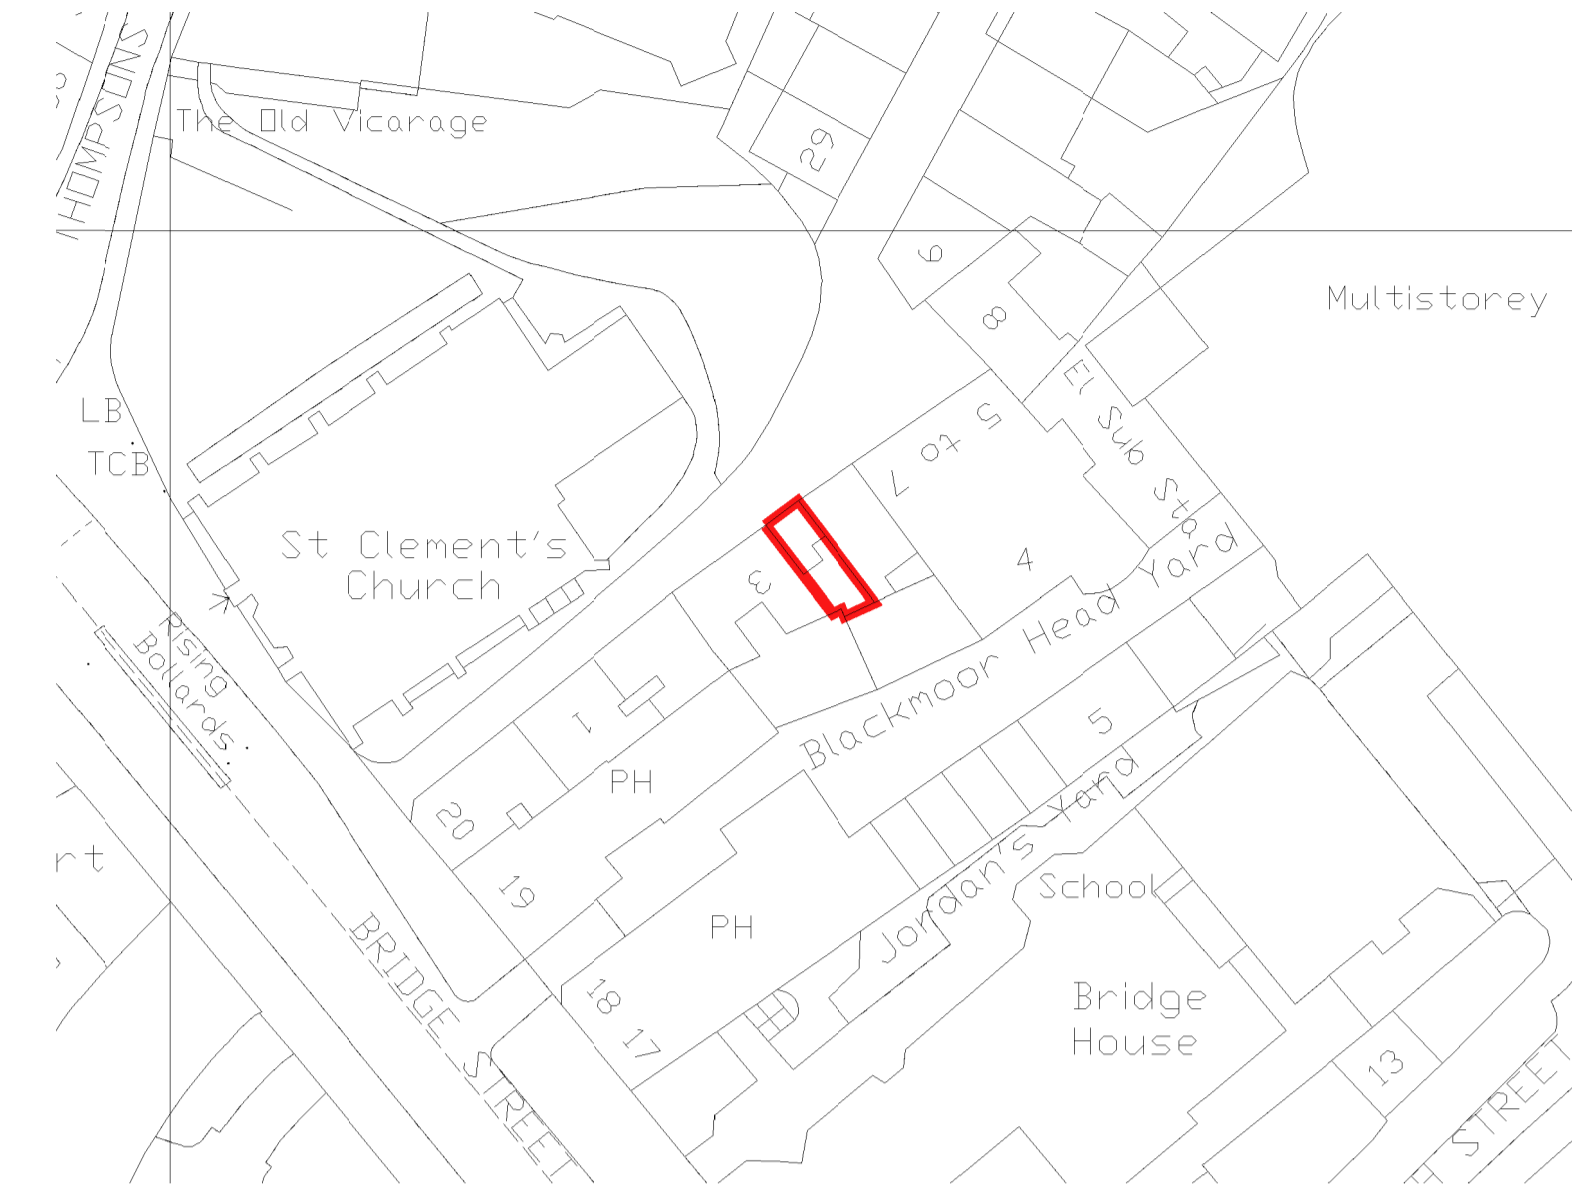 THOMPSONS
The Old Vicarage
29
9
8
Multistorey
LB
TCB
El Sub Sta
5 to 7
St Clement's
Church
3
4
Rising
Bollards
Blackmoor Head Yard
1
5
PH
20
19
Jordan's Yard
School
PH
rt
BRIDGE STREET
18
17
Bridge
House
13
H STREET